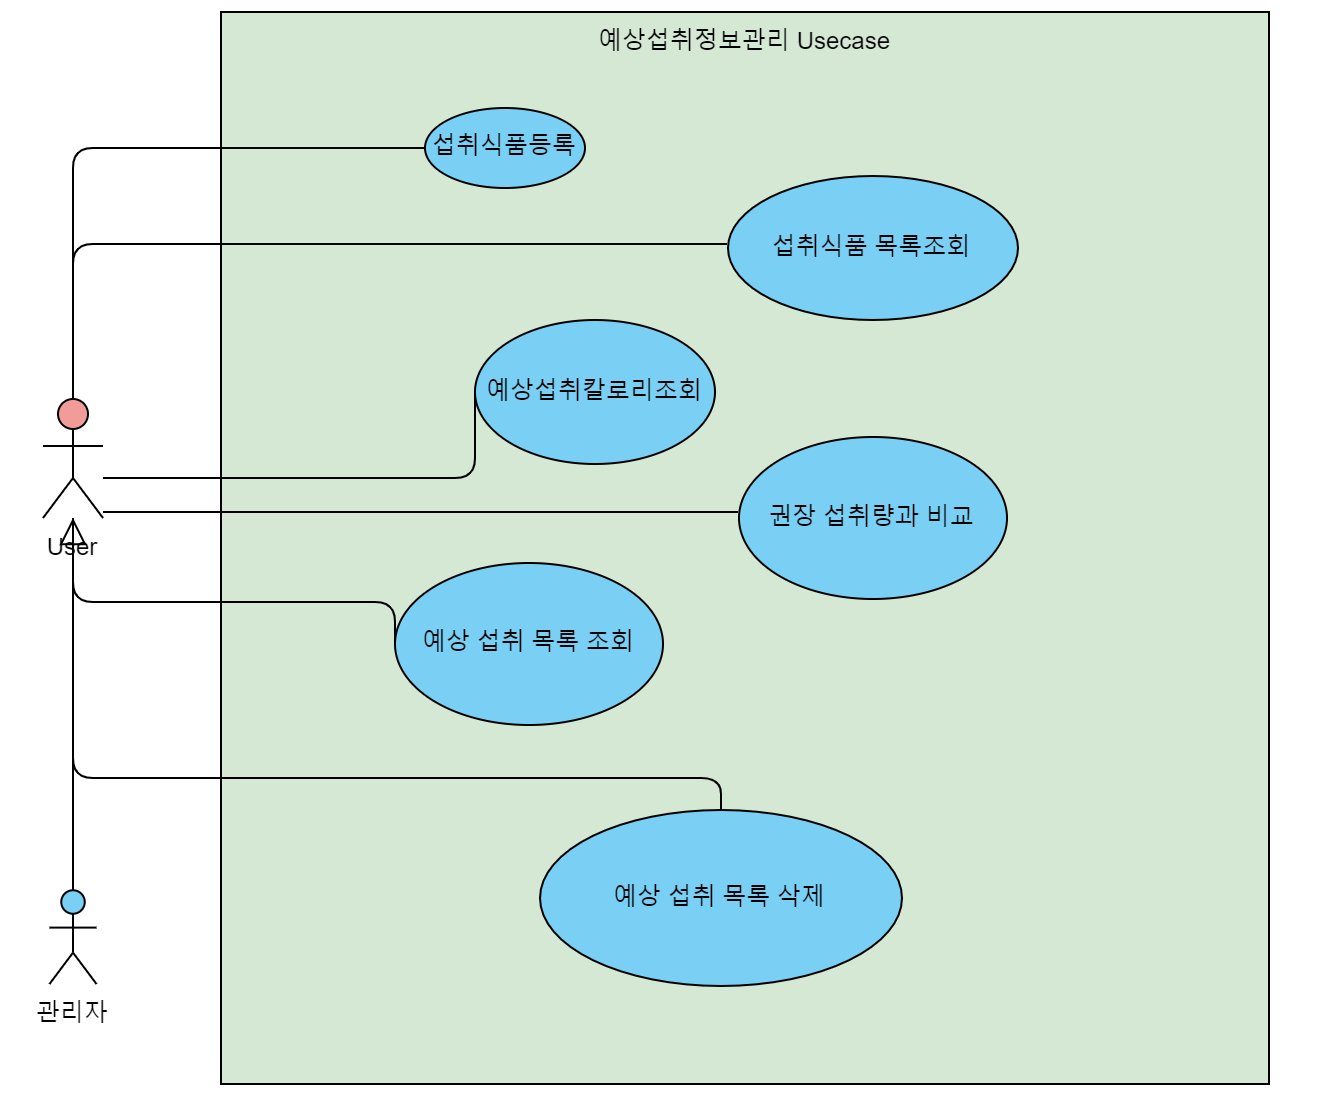 예상섭취정보관리 Usecase
섭취식품등록
섭취식품 목록조회
예상섭취칼로리조회
권장 섭취량과 비교
User
예상 섭취 목록 조회
예상 섭취 목록 삭제
관리자